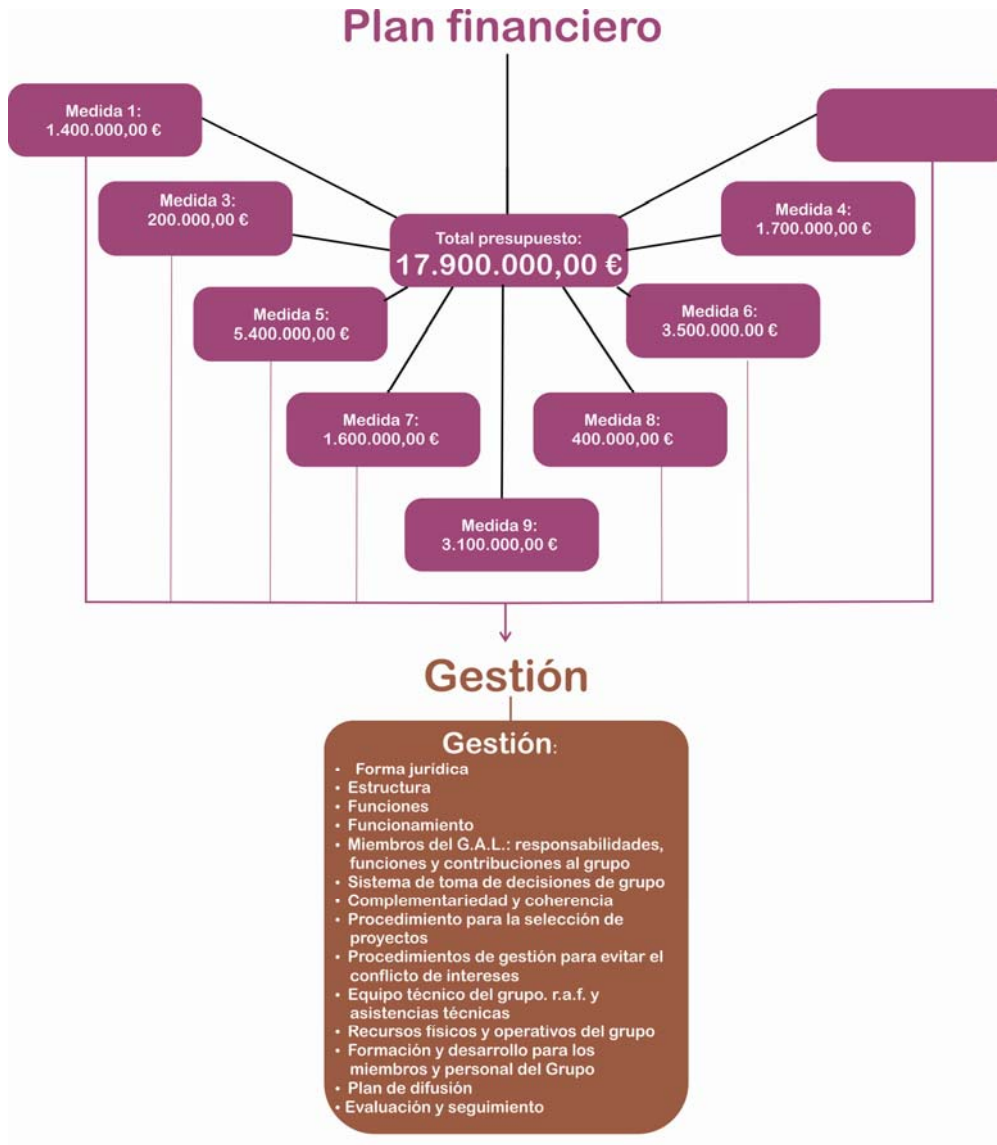 Plan financiero
Medida 1:
1.400.000,00 €
Medida 3:
200.000,00 €
Total presupuesto:
17.900.000,00 €
Medida 4:
1.700.000,00 €
Medida 5:
5.400.000,00 €
Medida 6:
3.500.000.00 €
Medida 7:
1.600.000,00 €
Medida 8:
400.000,00 €
Medida 9:
3.100.000,00 €
Gestión
Gestión:
• Forma jurídica
• Estructura
• Funciones
• Funcionamiento
• Miembros del G.A.L.: responsabilidades,
funciones y contribuciones al grupo
• Sistema de toma de decisiones de grupo
• Complementariedad y coherencia
• Procedimiento para la selección de
proyectos
• Procedimientos de gestión para evitar el
conflicto de intereses
• Equipo técnico del grupo. r.a.f. y
asistencias técnicas
• Recursos físicos y operativos del grupo
• Formación y desarrollo para los
miembros y personal del Grupo
• Plan de difusión
• Evaluación y seguimiento